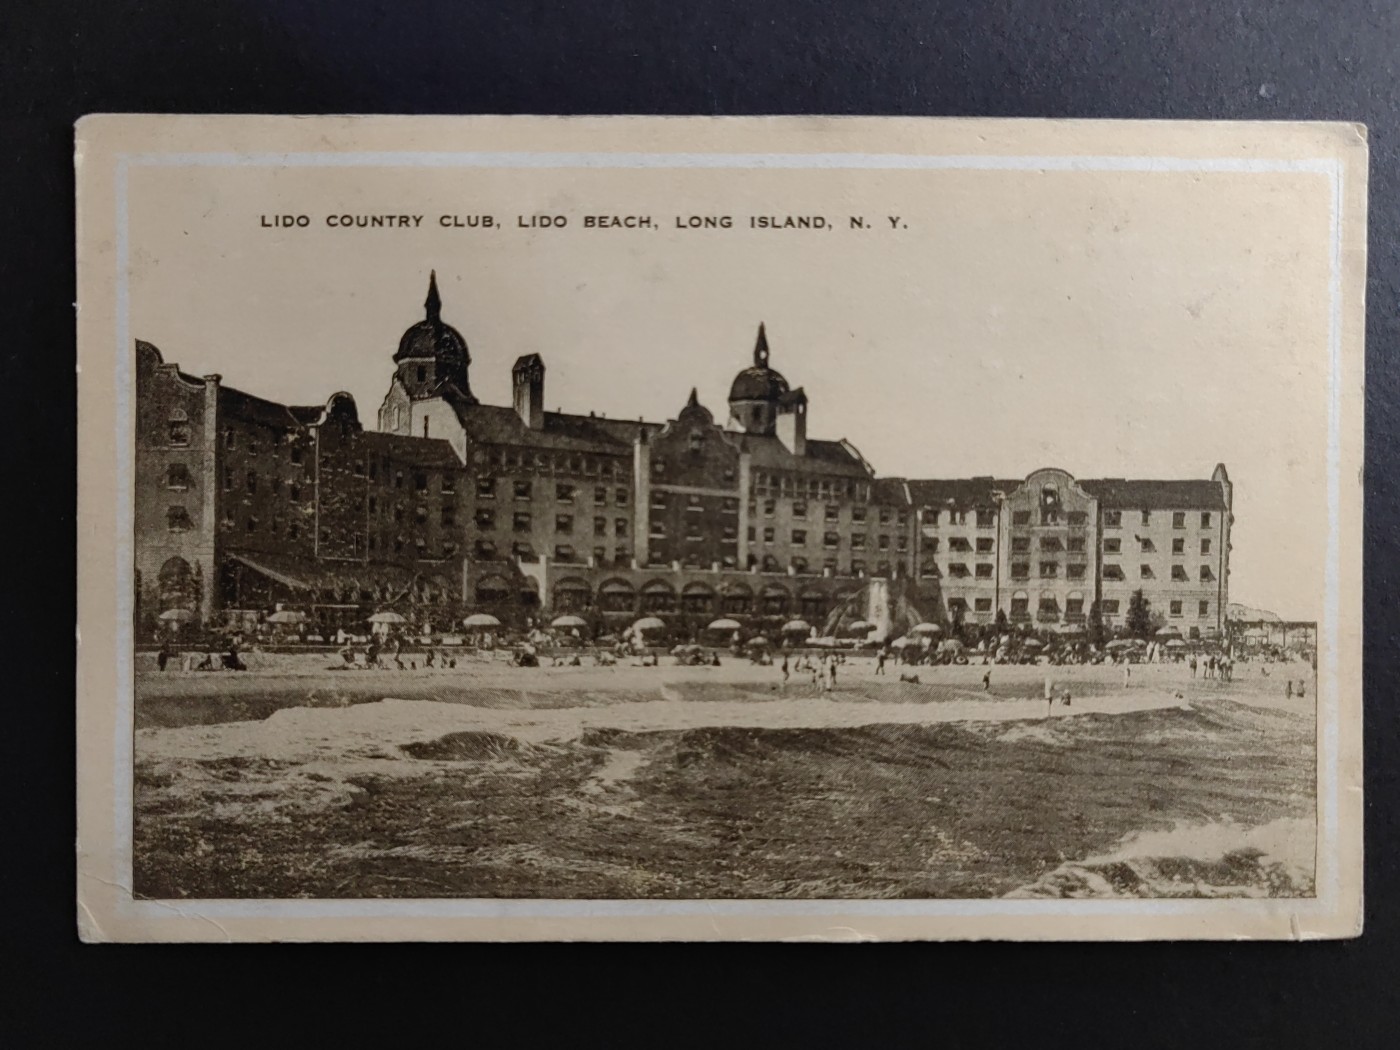 LIDO COUNTRY CLUB, LIDO BEACH, LONG ISLAND, N. Y.